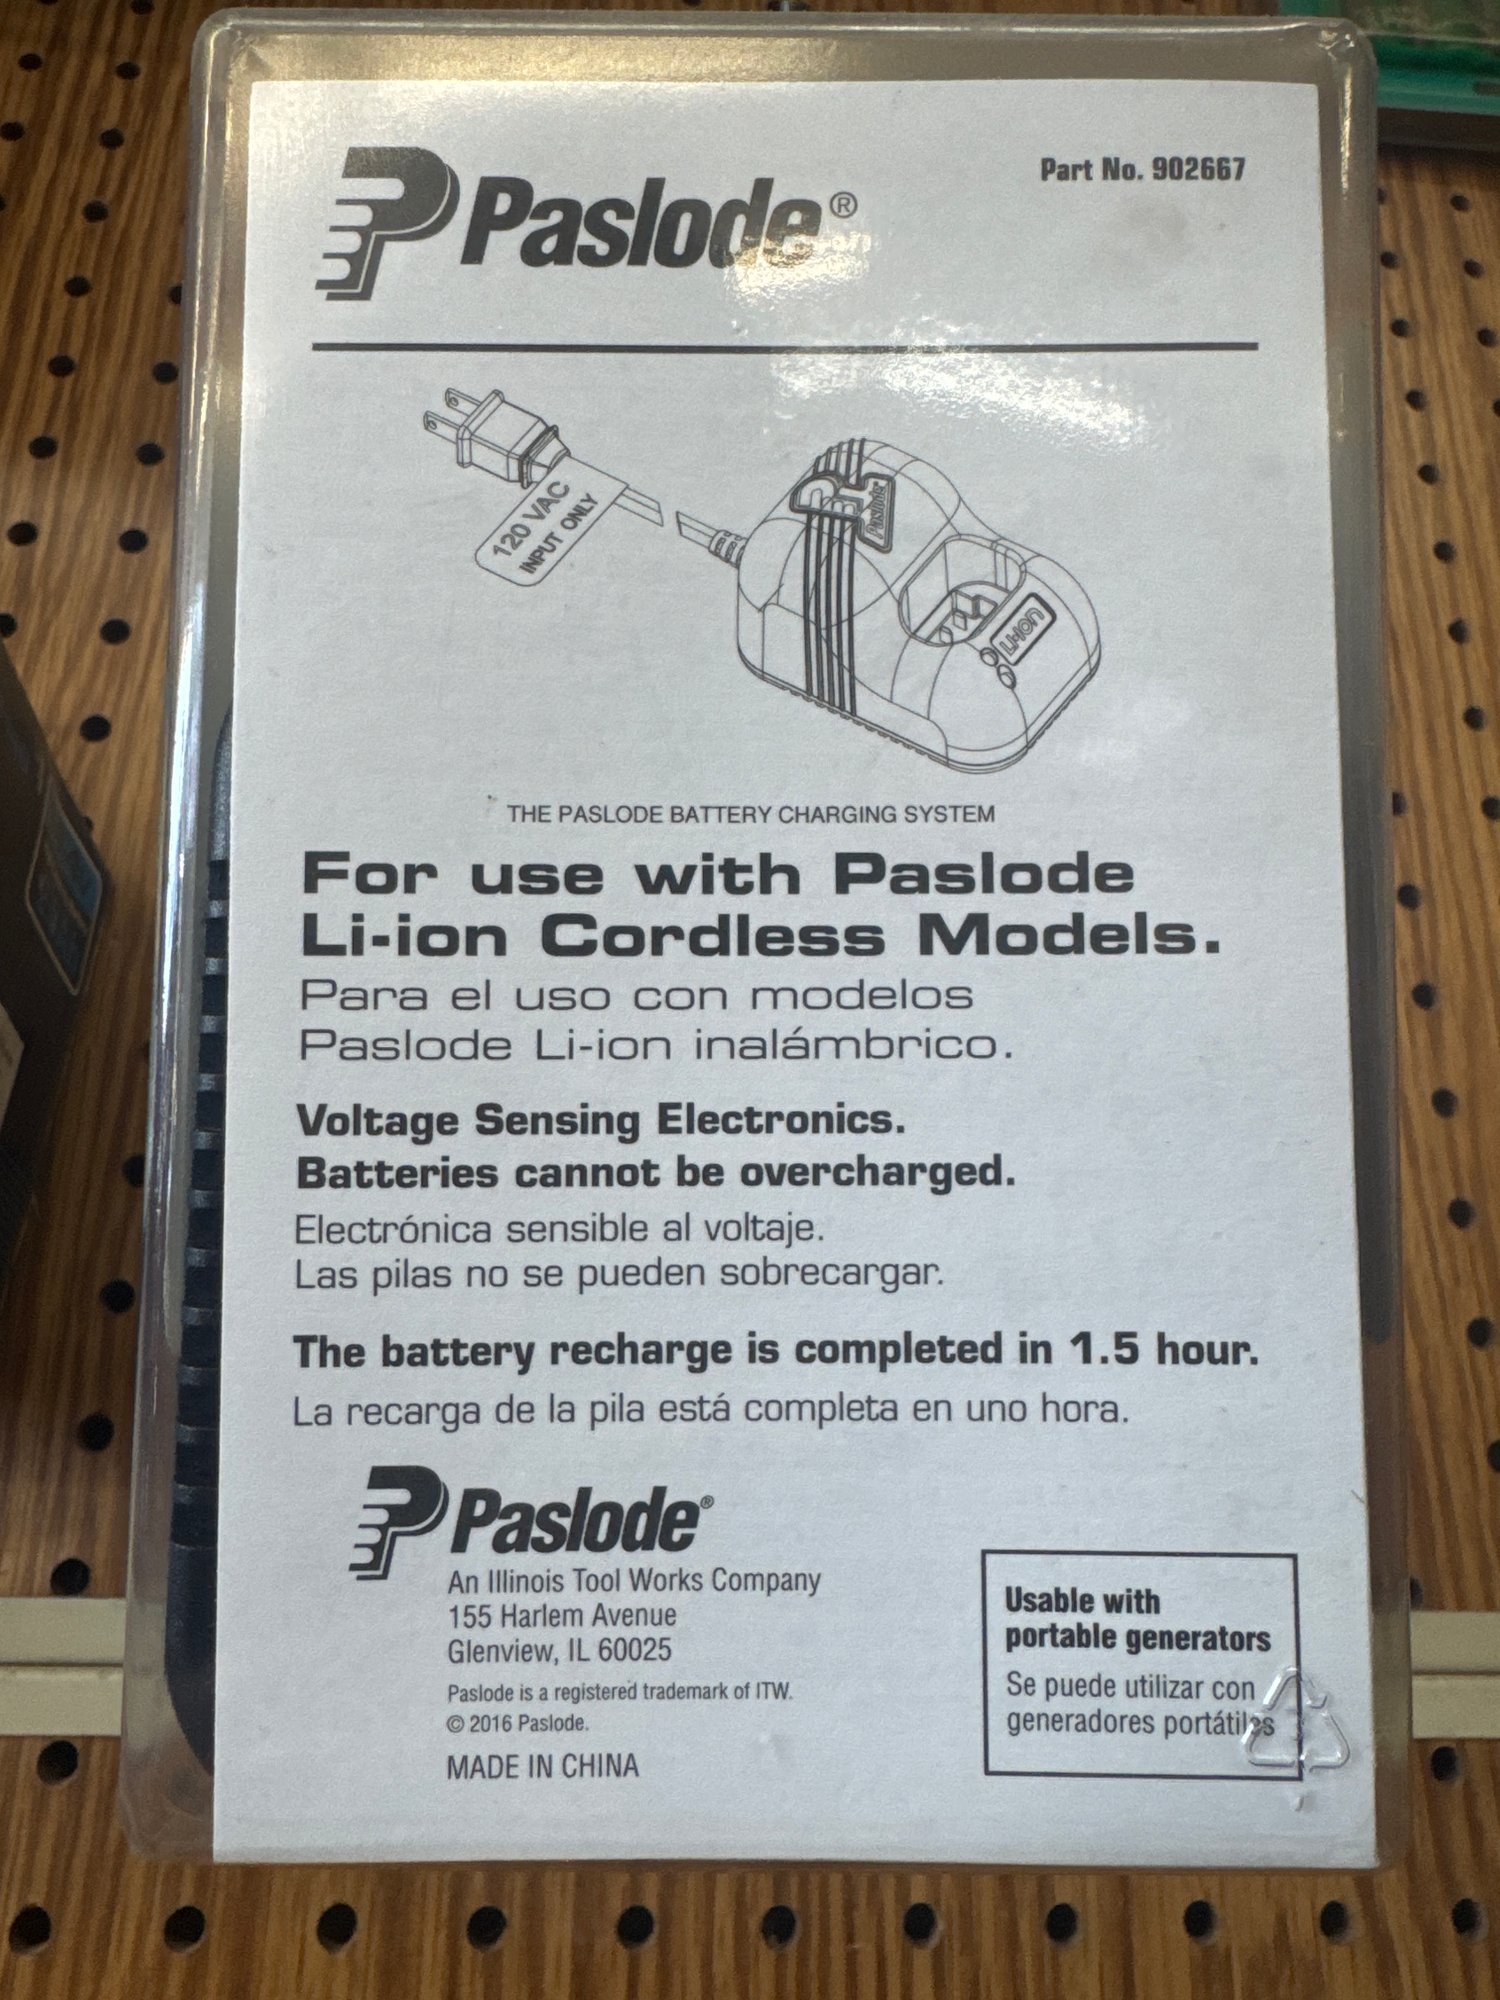 Paslode®
Part No. 902667
120 VAC
INPUT ONLY
Paslode
LI-ION
THE PASLODE BATTERY CHARGING SYSTEM
For use with Paslode
Li-ion Cordless Models.
Para el uso con modelos
Paslode Li-ion inalámbrico.
Voltage Sensing Electronics.
Batteries cannot be overcharged.
Electrónica sensible al voltaje.
Las pilas no se pueden sobrecargar.
The battery recharge is completed in 1.5 hour.
La recarga de la pila está completa en uno hora.
Paslode®
An Illinois Tool Works Company
155 Harlem Avenue
Glenview, IL 60025
Paslode is a registered trademark of ITW.
© 2016 Paslode.
MADE IN CHINA
Usable with
portable generators
Se puede utilizar con
generadores portátiles